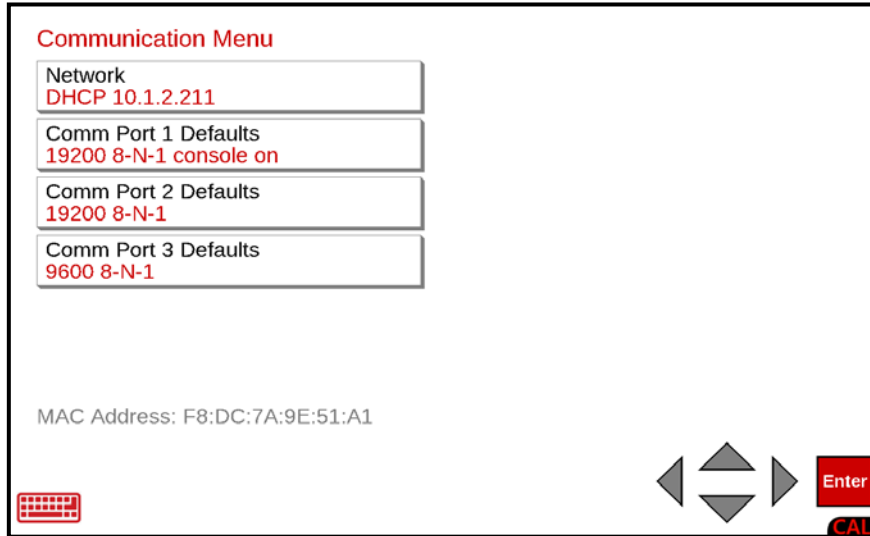 Communication Menu
Network
DHCP 10.1.2.211
Comm Port 1 Defaults
19200 8-N-1 console on
Comm Port 2 Defaults
19200 8-N-1
Comm Port 3 Defaults
9600 8-N-1
MAC Address: F8:DC:7A:9E:51:A1
Enter
CAL